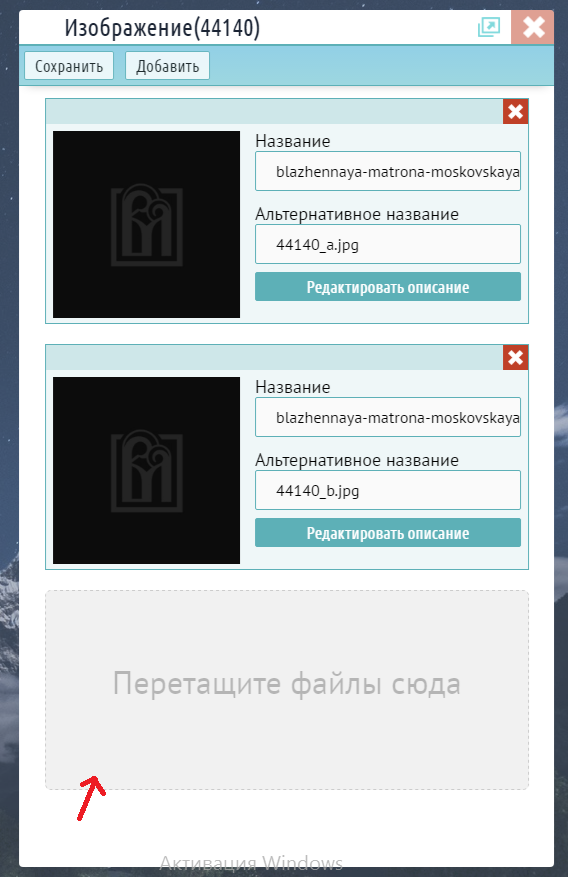 Изображение(44140)
Сохранить Добавить
Название
blazhennaya-matrona-moskovskaya
Альтернативное название
44140_a.jpg
Редактировать описание
Название
blazhennaya-matrona-moskovskaya
Альтернативное название
44140_b.jpg
Редактировать описание
Перетащите файлы сюда
Активация Windows